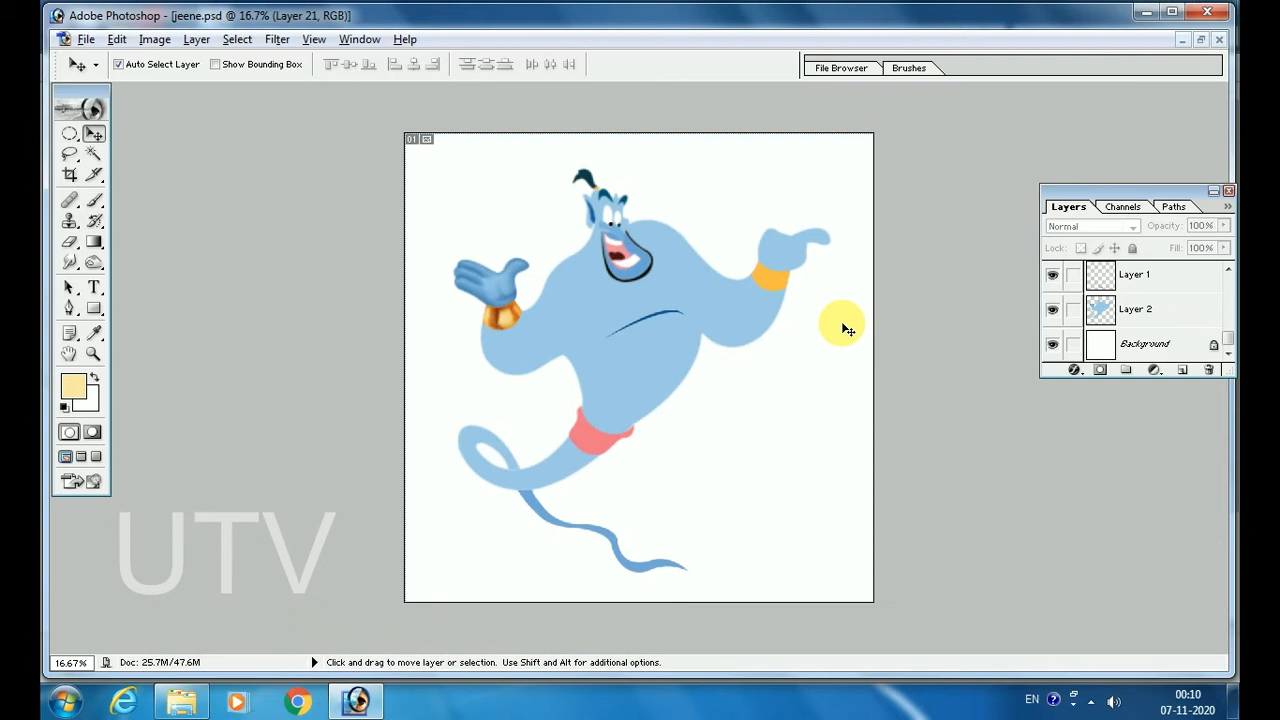 Adobe Photoshop - [jeene.psd @ 16.7% (Layer 21, RGB)]
File Edit Image Layer Select Filter View Window Help
Auto Select Layer Show Bounding Box File Browser Brushes
01
Layers Channels Paths
Normal Opacity: 100%
Lock: Fill: 100%
Layer 1
Layer 2
Background
UTV
16.67% Doc: 25.7M/47.6M Click and drag to move layer or selection. Use Shift and Alt for additional options.
EN 00:10
07-11-2020